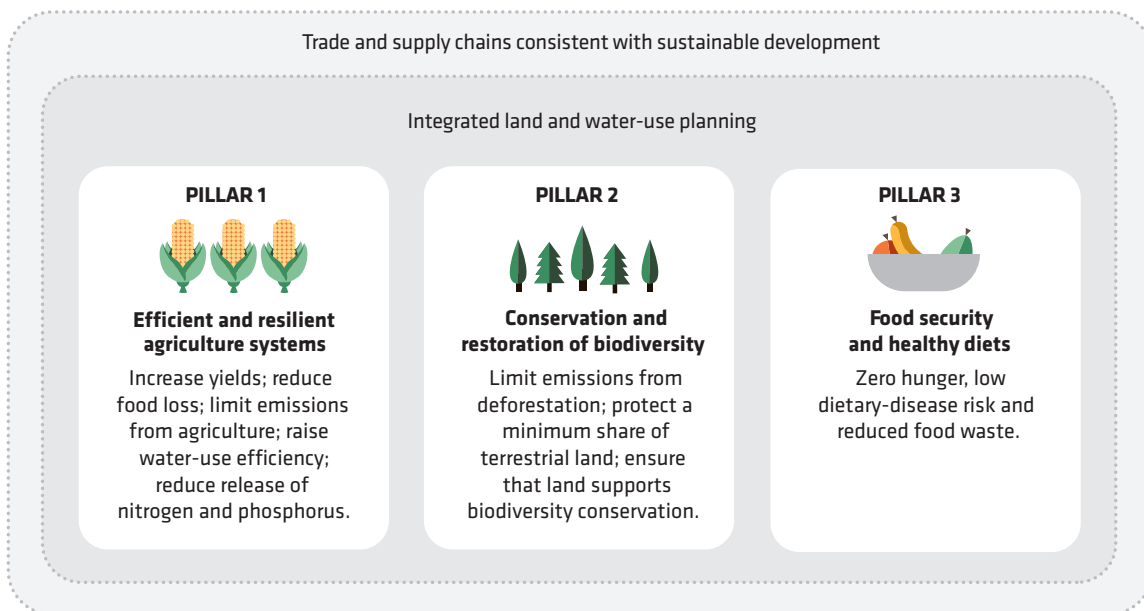 Trade and supply chains consistent with sustainable development
Integrated land and water-use planning
PILLAR 1
Efficient and resilient
agriculture systems
Increase yields; reduce
food loss; limit emissions
from agriculture; raise
water-use efficiency;
reduce release of
nitrogen and phosphorus.
PILLAR 2
Conservation and
restoration of biodiversity
Limit emissions from
deforestation; protect a
minimum share of
terrestrial land; ensure
that land supports
biodiversity conservation.
PILLAR 3
Food security
and healthy diets
Zero hunger, low
dietary-disease risk and
reduced food waste.